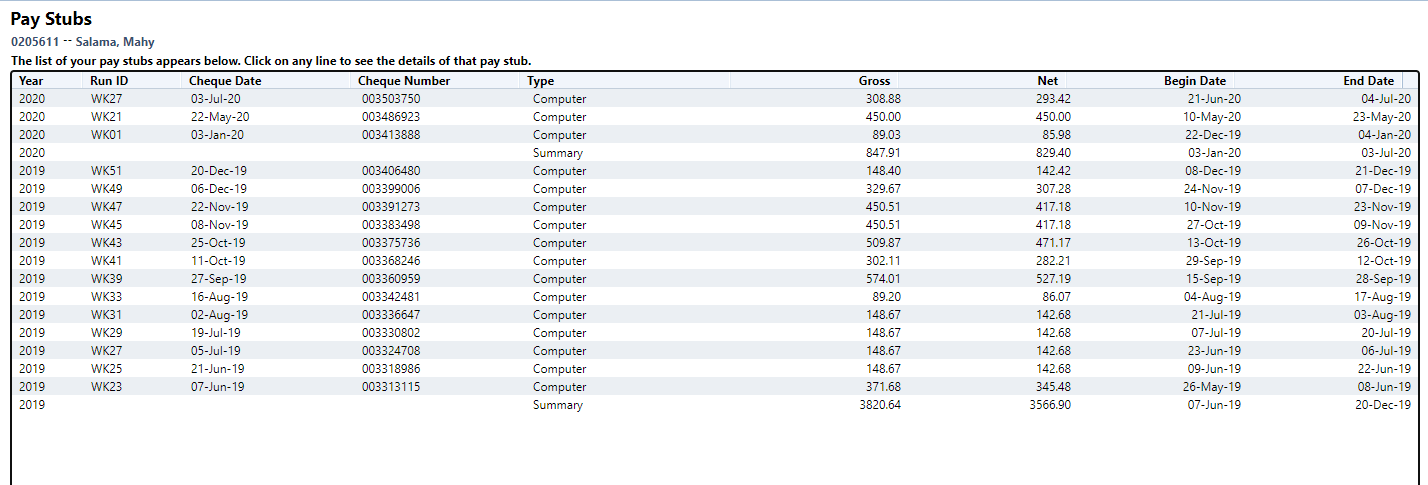 Pay Stubs
0205611 -- Salama, Mahy
The list of your pay stubs appears below. Click on any line to see the details of that pay stub.
Year Run ID Cheque Date Cheque Number Type Gross Net Begin Date End Date
2020 WK27 03-Jul-20 003503750 Computer 308.88 293.42 21-Jun-20 04-Jul-20
2020 WK21 22-May-20 003486923 Computer 450.00 450.00 10-May-20 23-May-20
2020 WK01 03-Jan-20 003413888 Computer 89.03 85.98 22-Dec-19 04-Jan-20
2020 Summary 847.91 829.40 03-Jan-20 03-Jul-20
2019 WK51 20-Dec-19 003406480 Computer 148.40 142.42 08-Dec-19 21-Dec-19
2019 WK49 06-Dec-19 003399006 Computer 329.67 307.28 24-Nov-19 07-Dec-19
2019 WK47 22-Nov-19 003391273 Computer 450.51 417.18 10-Nov-19 23-Nov-19
2019 WK45 08-Nov-19 003383498 Computer 450.51 417.18 27-Oct-19 09-Nov-19
2019 WK43 25-Oct-19 003375736 Computer 509.87 471.17 13-Oct-19 26-Oct-19
2019 WK41 11-Oct-19 003368246 Computer 302.11 282.21 29-Sep-19 12-Oct-19
2019 WK39 27-Sep-19 003360959 Computer 574.01 527.19 15-Sep-19 28-Sep-19
2019 WK33 16-Aug-19 003342481 Computer 89.20 86.07 04-Aug-19 17-Aug-19
2019 WK31 02-Aug-19 003336647 Computer 148.67 142.68 21-Jul-19 03-Aug-19
2019 WK29 19-Jul-19 003330802 Computer 148.67 142.68 07-Jul-19 20-Jul-19
2019 WK27 05-Jul-19 003324708 Computer 148.67 142.68 23-Jun-19 06-Jul-19
2019 WK25 21-Jun-19 003318986 Computer 148.67 142.68 09-Jun-19 22-Jun-19
2019 WK23 07-Jun-19 003313115 Computer 371.68 345.48 26-May-19 08-Jun-19
2019 Summary 3820.64 3566.90 07-Jun-19 20-Dec-19